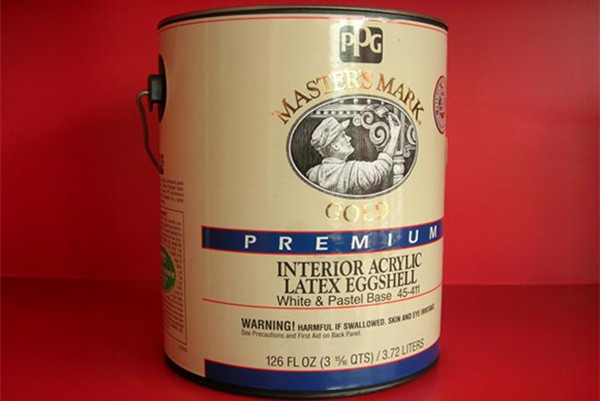 PPG
MASTER'S MARK
GOLD
PREMIUM
INTERIOR ACRYLIC
LATEX EGGSHELL
White & Pastel Base 45-411
WARNING! HARMFUL IF SWALLOWED. SKIN AND EYE IRRITANT.
See Precautions and First Aid on Back Panel.
126 FL OZ (3 15/16 QTS) / 3.72 LITERS